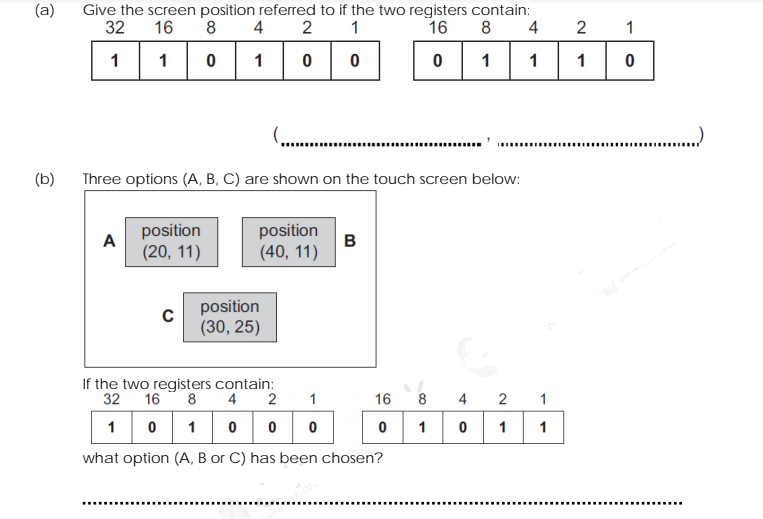 (a) Give the screen position referred to if the two registers contain:
32 16 8 4 2 1 16 8 4 2 1
1 1 0 1 0 0 0 1 1 1 0
(............................................ , ............................................)
(b) Three options (A, B, C) are shown on the touch screen below:
A position (20, 11) position (40, 11) B
C position (30, 25)
If the two registers contain:
32 16 8 4 2 1 16 8 4 2 1
1 0 1 0 0 0 0 1 0 1 1
what option (A, B or C) has been chosen?